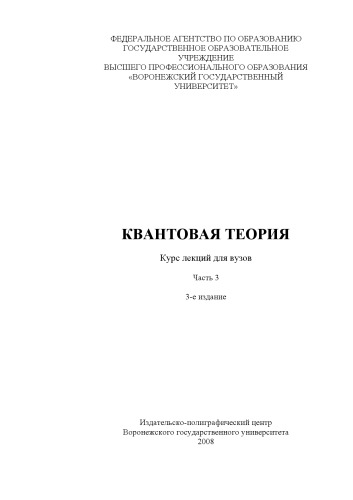 ФЕДЕРАЛЬНОЕ АГЕНТСТВО ПО ОБРАЗОВАНИЮ
ГОСУДАРСТВЕННОЕ ОБРАЗОВАТЕЛЬНОЕ
УЧРЕЖДЕНИЕ
ВЫСШЕГО ПРОФЕССИОНАЛЬНОГО ОБРАЗОВАНИЯ
«ВОРОНЕЖСКИЙ ГОСУДАРСТВЕННЫЙ
УНИВЕРСИТЕТ»
КВАНТОВАЯ ТЕОРИЯ
Курс лекций для вузов
Часть 3
3-е издание
Издательско-полиграфический центр
Воронежского государственного университета
2008